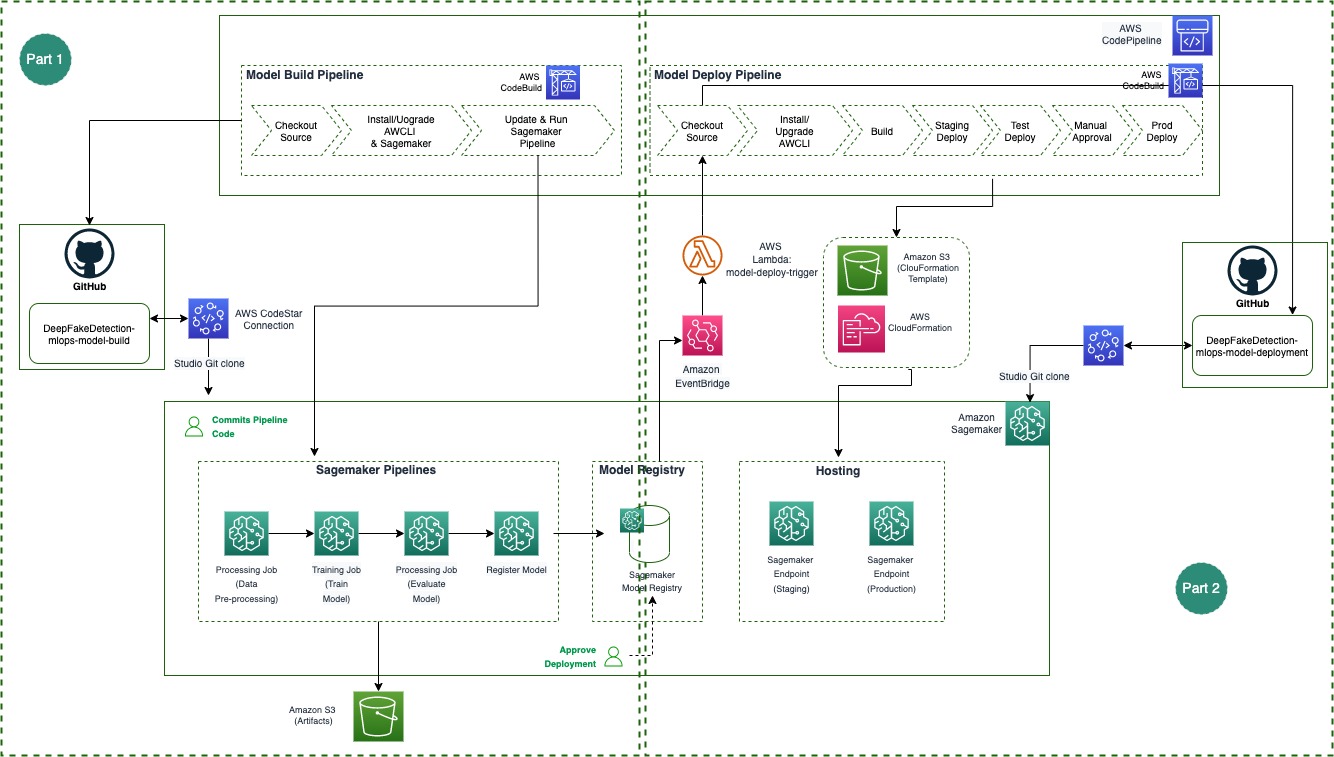 Part 1
AWS
CodePipeline
Model Build Pipeline
AWS
CodeBuild
Checkout
Source
Install/Uograde
AWCLI
& Sagemaker
Update & Run
Sagemaker
Pipeline
Model Deploy Pipeline
AWS
CodeBuild
Checkout
Source
Install/
Upgrade
AWCLI
Build
Staging
Deploy
Test
Deploy
Manual
Approval
Prod
Deploy
GitHub
DeepFakeDetection-
mlops-model-build
AWS CodeStar
Connection
Studio Git clone
AWS
Lambda:
model-deploy-trigger
Amazon
EventBridge
Amazon S3
(ClouFormation
Template)
AWS
CloudFormation
GitHub
DeepFakeDetection-
mlops-model-deployment
Studio Git clone
Amazon
Sagemaker
Commits Pipeline
Code
Sagemaker Pipelines
Processing Job
(Data
Pre-processing)
Training Job
(Train
Model)
Processing Job
(Evaluate
Model)
Register Model
Model Registry
Sagemaker
Model Registry
Approve
Deployment
Hosting
Sagemaker
Endpoint
(Staging)
Sagemaker
Endpoint
(Production)
Part 2
Amazon S3
(Artifacts)